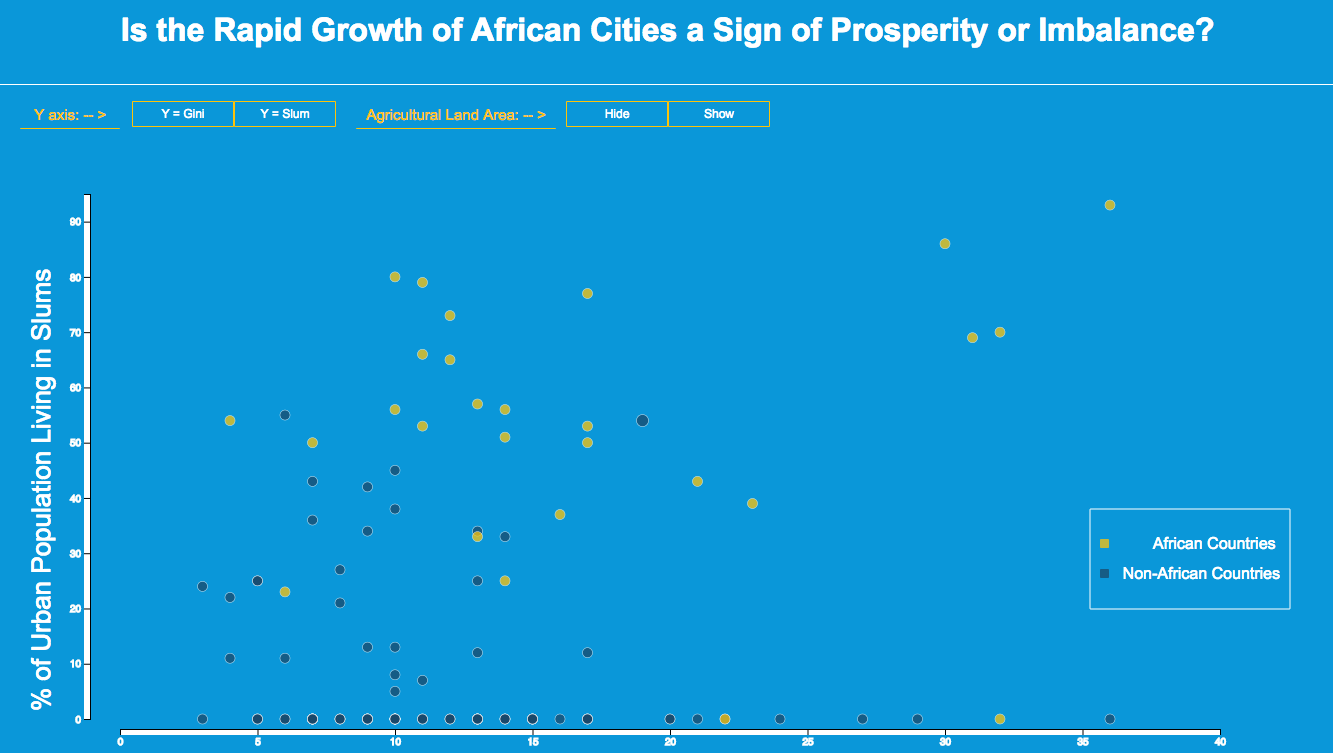 Is the Rapid Growth of African Cities a Sign of Prosperity or Imbalance?
Y axis: -- > Y = Gini Y = Slum Agricultural Land Area: -- > Hide Show
% of Urban Population Living in Slums
90
80
70
60
50
40
30
20
10
0
African Countries
Non-African Countries
0 5 10 15 20 25 30 35 40